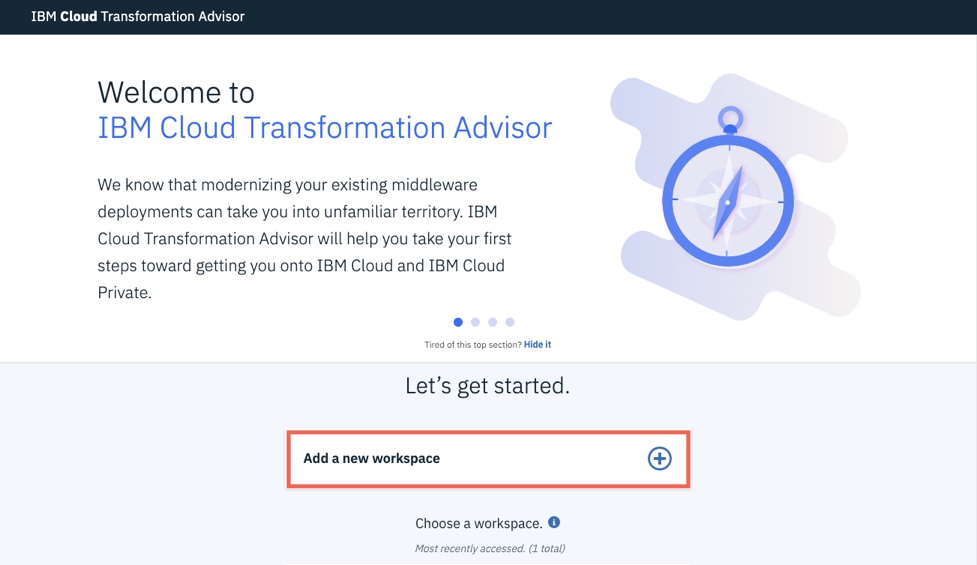 IBM Cloud Transformation Advisor
Welcome to
IBM Cloud Transformation Advisor
We know that modernizing your existing middleware
deployments can take you into unfamiliar territory. IBM
Cloud Transformation Advisor will help you take your first
steps toward getting you onto IBM Cloud and IBM Cloud
Private.
Tired of this top section? Hide it
Let's get started.
Add a new workspace
Choose a workspace.
Most recently accessed. (1 total)